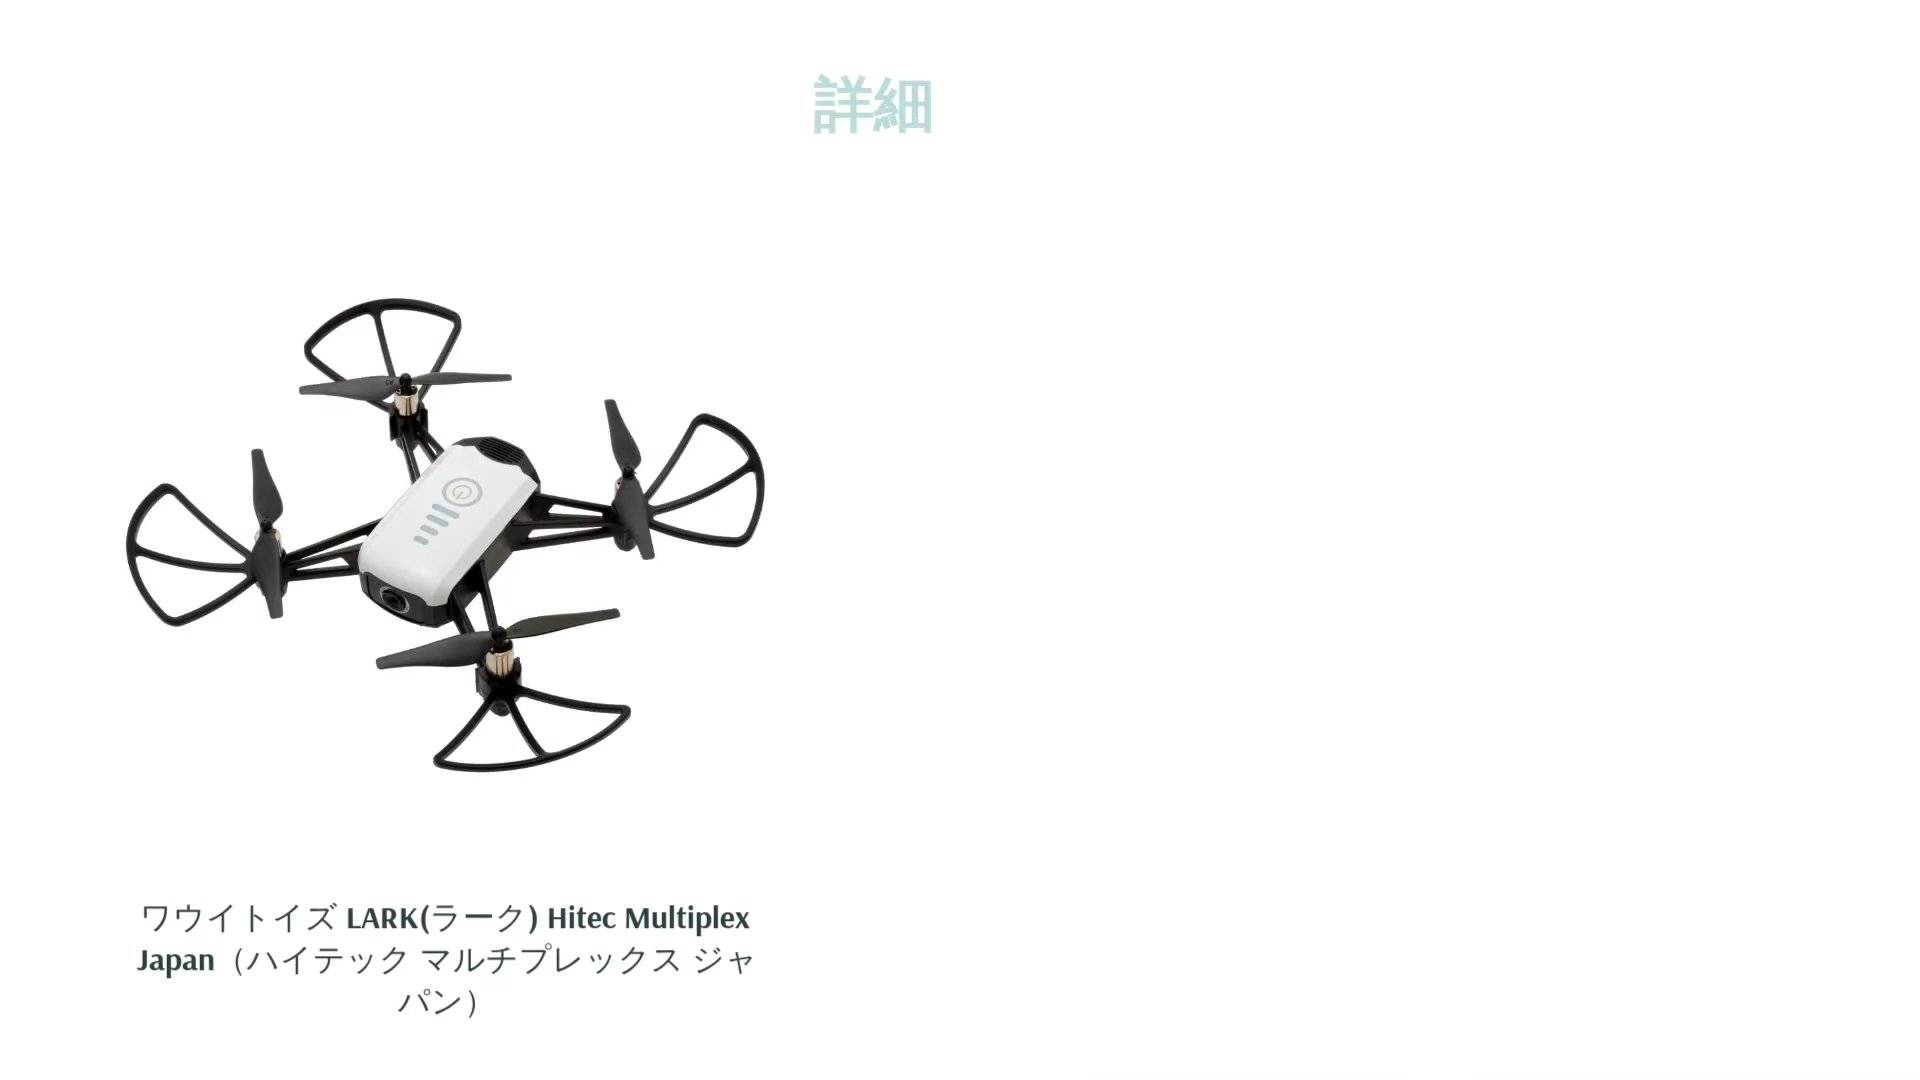 詳細
ワウイトイズ LARK(ラーク) Hitec Multiplex
Japan（ハイテック マルチプレックス ジャ
パン）